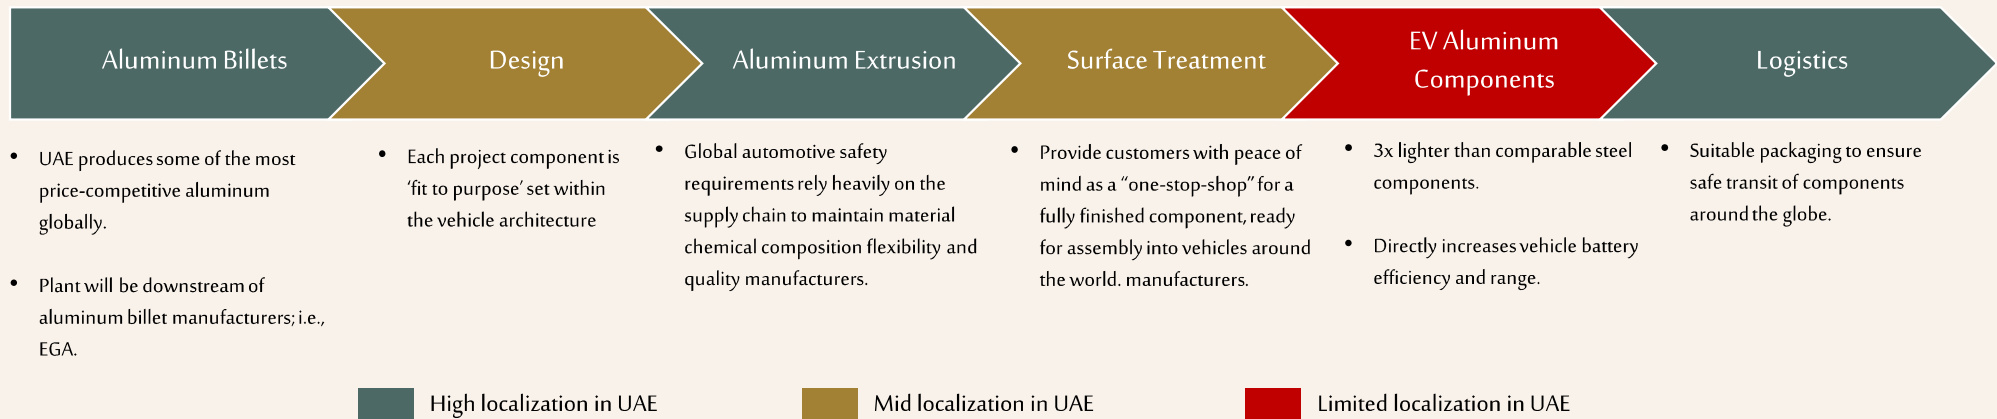 Aluminum Billets
Design
Aluminum Extrusion
Surface Treatment
EV Aluminum
Components
Logistics
• UAE produces some of the most
price-competitive aluminum
globally.
• Plant will be downstream of
aluminum billet manufacturers; i.e.,
EGA.
• Each project component is
‘fit to purpose’ set within
the vehicle architecture
• Global automotive safety
requirements rely heavily on the
supply chain to maintain material
chemical composition flexibility and
quality manufacturers.
• Provide customers with peace of
mind as a “one-stop-shop” for a
fully finished component, ready
for assembly into vehicles around
the world. manufacturers.
• 3x lighter than comparable steel
components.
• Directly increases vehicle battery
efficiency and range.
• Suitable packaging to ensure
safe transit of components
around the globe.
High localization in UAE
Mid localization in UAE
Limited localization in UAE